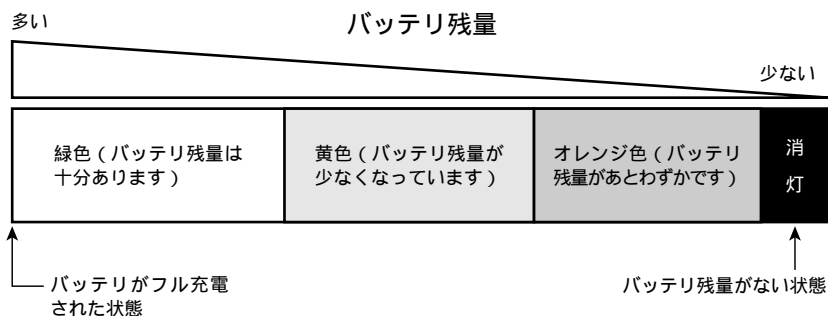 多い
バッテリ残量
少ない
緑色（バッテリ残量は
十分あります）
黄色（バッテリ残量が
少なくなっています）
オレンジ色（バッテリ
残量があとわずかです）
消
灯
バッテリがフル充電
された状態
バッテリ残量がない状態